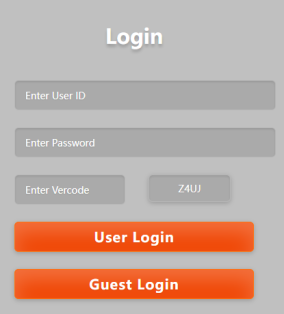 Login
Enter User ID
Enter Password
Enter Vercode
Z4UJ
User Login
Guest Login